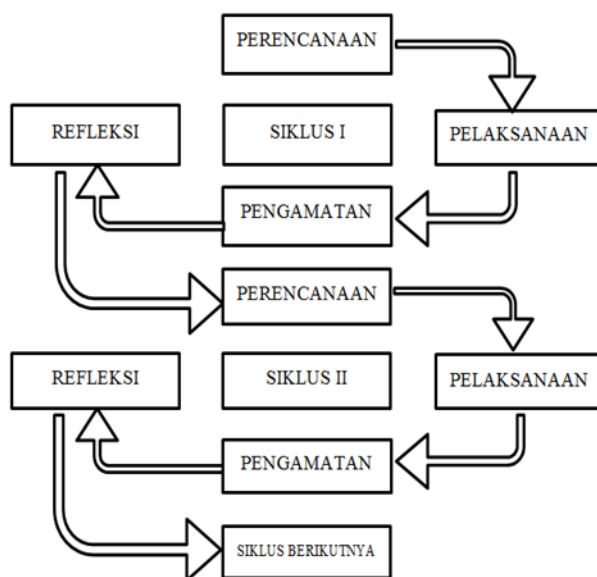 PERENCANAAN
REFLEKSI
SIKLUS I
PELAKSANAAN
PENGAMATAN
PERENCANAAN
REFLEKSI
SIKLUS II
PELAKSANAAN
PENGAMATAN
SIKLUS BERIKUTNYA